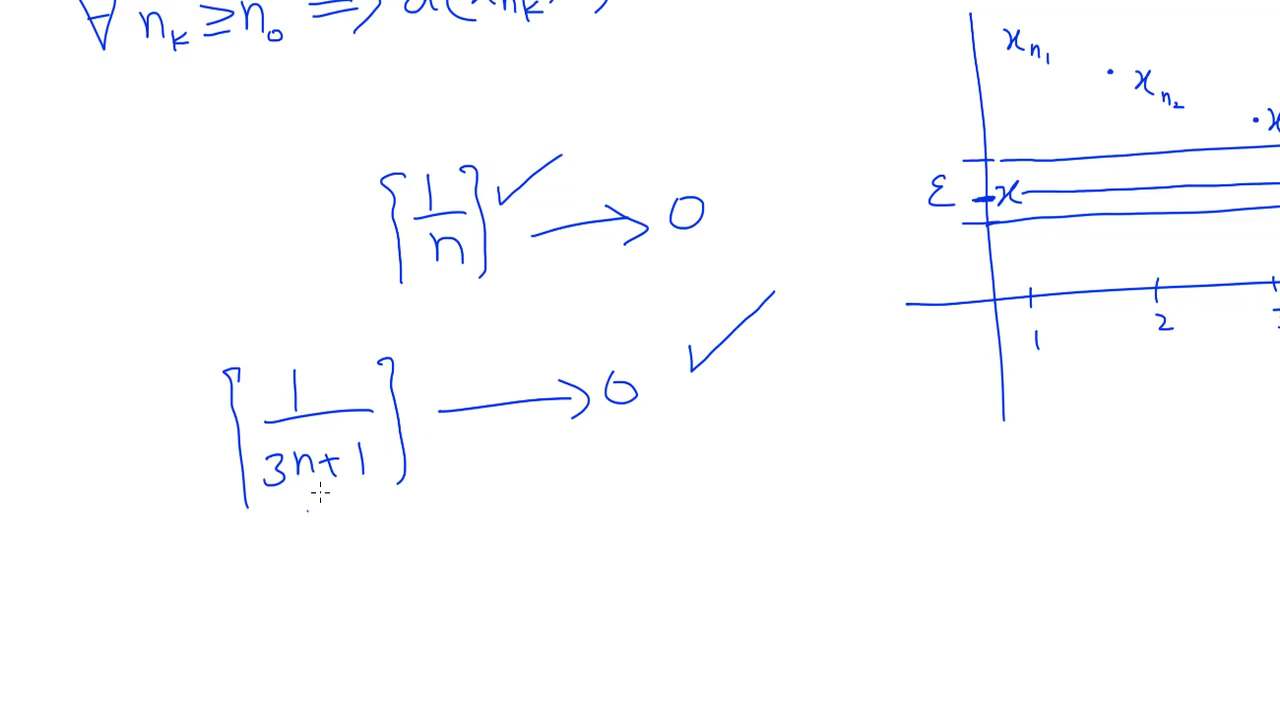 ∀ n_k ≥ n_0 ⟹
{1/n} ✓ ⟶ 0
{1/(3n+1)} ⟶ 0 ✓
x_{n_1}
· x_{n_2}
· x
ε x
1 2